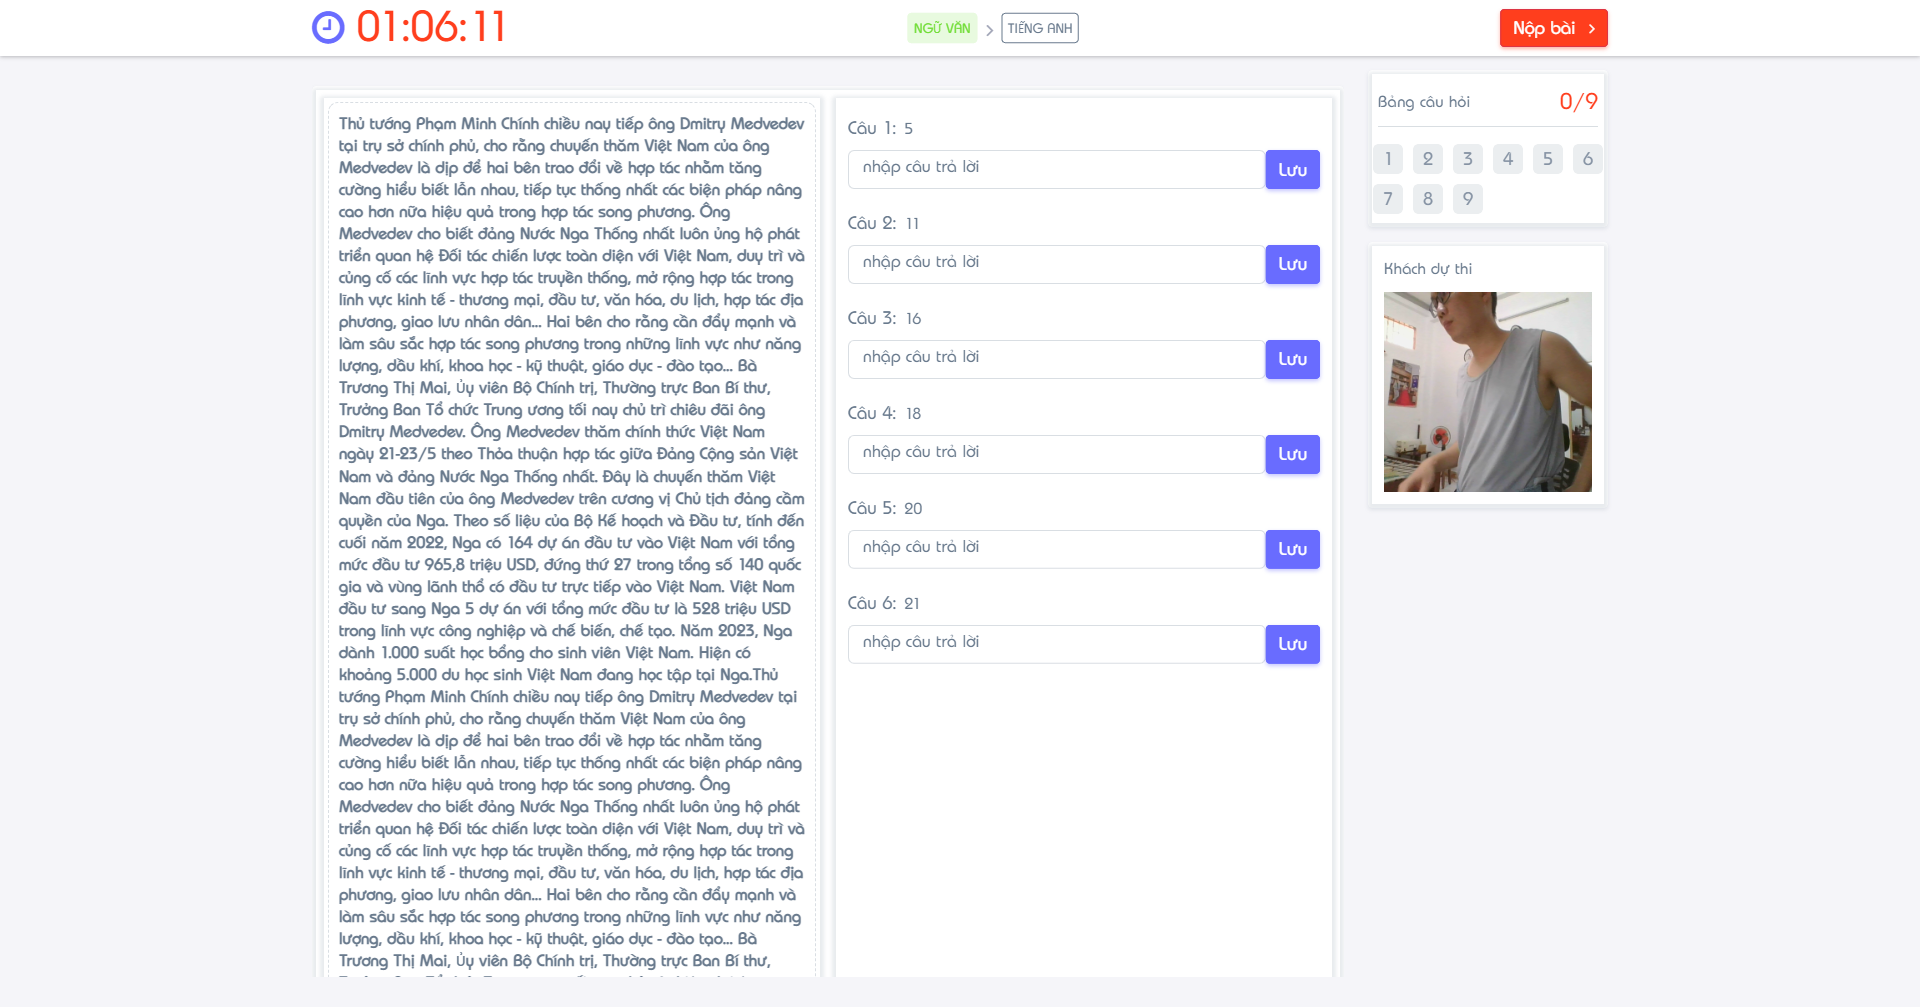 01:06:11
NGỮ VĂN
TIẾNG ANH
Nộp bài
Thủ tướng Phạm Minh Chính chiều nay tiếp ông Dmitry Medvedev
tại trụ sở chính phủ, cho rằng chuyến thăm Việt Nam của ông
Medvedev là dịp để hai bên trao đổi về hợp tác nhằm tăng
cường hiểu biết lẫn nhau, tiếp tục thống nhất các biện pháp nâng
cao hơn nữa hiệu quả trong hợp tác song phương. Ông
Medvedev cho biết đảng Nước Nga Thống nhất luôn ủng hộ phát
triển quan hệ Đối tác chiến lược toàn diện với Việt Nam, duy trì và
củng cố các lĩnh vực hợp tác truyền thống, mở rộng hợp tác trong
lĩnh vực kinh tế - thương mại, đầu tư, văn hóa, du lịch, hợp tác địa
phương, giao lưu nhân dân... Hai bên cho rằng cần đẩy mạnh và
làm sâu sắc hợp tác song phương trong những lĩnh vực như năng
lượng, dầu khí, khoa học - kỹ thuật, giáo dục - đào tạo... Bà
Trương Thị Mai, Ủy viên Bộ Chính trị, Thường trực Ban Bí thư,
Trưởng Ban Tổ chức Trung ương tối nay chủ trì chiêu đãi ông
Dmitry Medvedev. Ông Medvedev thăm chính thức Việt Nam
ngày 21-23/5 theo Thỏa thuận hợp tác giữa Đảng Cộng sản Việt
Nam và đảng Nước Nga Thống nhất. Đây là chuyến thăm Việt
Nam đầu tiên của ông Medvedev trên cương vị Chủ tịch đảng cầm
quyền của Nga. Theo số liệu của Bộ Kế hoạch và Đầu tư, tính đến
cuối năm 2022, Nga có 164 dự án đầu tư vào Việt Nam với tổng
mức đầu tư 965,8 triệu USD, đứng thứ 27 trong tổng số 140 quốc
gia và vùng lãnh thổ có đầu tư trực tiếp vào Việt Nam. Việt Nam
đầu tư sang Nga 5 dự án với tổng mức đầu tư là 528 triệu USD
trong lĩnh vực công nghiệp và chế biến, chế tạo. Năm 2023, Nga
dành 1.000 suất học bổng cho sinh viên Việt Nam. Hiện có
khoảng 5.000 du học sinh Việt Nam đang học tập tại Nga.Thủ
tướng Phạm Minh Chính chiều nay tiếp ông Dmitry Medvedev tại
trụ sở chính phủ, cho rằng chuyến thăm Việt Nam của ông
Medvedev là dịp để hai bên trao đổi về hợp tác nhằm tăng
cường hiểu biết lẫn nhau, tiếp tục thống nhất các biện pháp nâng
cao hơn nữa hiệu quả trong hợp tác song phương. Ông
Medvedev cho biết đảng Nước Nga Thống nhất luôn ủng hộ phát
triển quan hệ Đối tác chiến lược toàn diện với Việt Nam, duy trì và
củng cố các lĩnh vực hợp tác truyền thống, mở rộng hợp tác trong
lĩnh vực kinh tế - thương mại, đầu tư, văn hóa, du lịch, hợp tác địa
phương, giao lưu nhân dân... Hai bên cho rằng cần đẩy mạnh và
làm sâu sắc hợp tác song phương trong những lĩnh vực như năng
lượng, dầu khí, khoa học - kỹ thuật, giáo dục - đào tạo... Bà
Trương Thị Mai, Ủy viên Bộ Chính trị, Thường trực Ban Bí thư,
Câu 1: 5
nhập câu trả lời
Lưu
Câu 2: 11
nhập câu trả lời
Lưu
Câu 3: 16
nhập câu trả lời
Lưu
Câu 4: 18
nhập câu trả lời
Lưu
Câu 5: 20
nhập câu trả lời
Lưu
Câu 6: 21
nhập câu trả lời
Lưu
Bảng câu hỏi 0/9
1 2 3 4 5 6
7 8 9
Khách dự thi